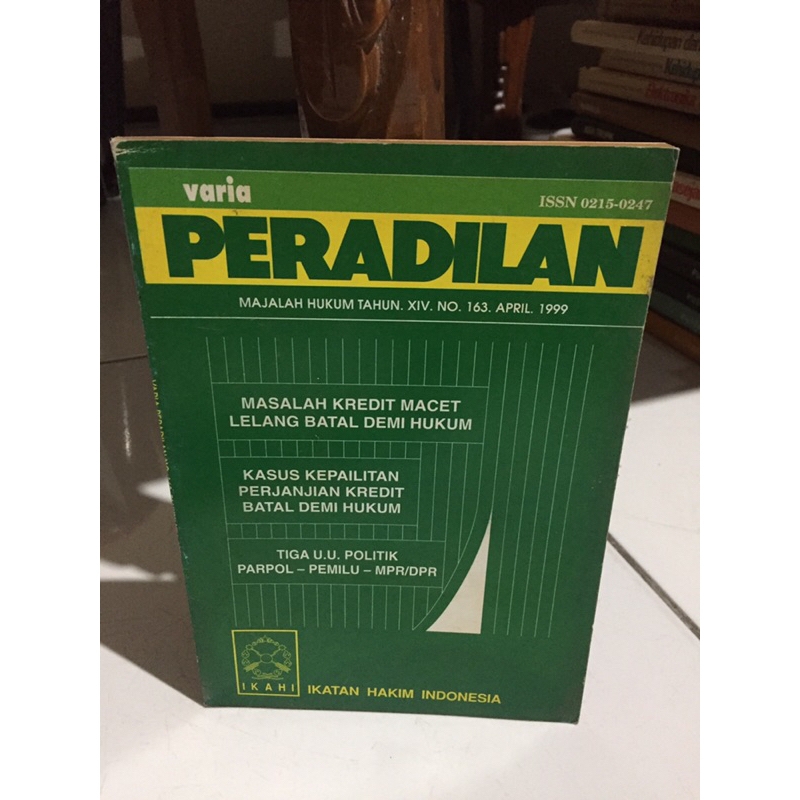 varia
ISSN 0215-0247
PERADILAN
MAJALAH HUKUM TAHUN. XIV. NO. 163. APRIL. 1999
MASALAH KREDIT MACET
LELANG BATAL DEMI HUKUM
KASUS KEPAILITAN
PERJANJIAN KREDIT
BATAL DEMI HUKUM
TIGA U.U. POLITIK
PARPOL – PEMILU – MPR/DPR
IKAHI
IKATAN HAKIM INDONESIA